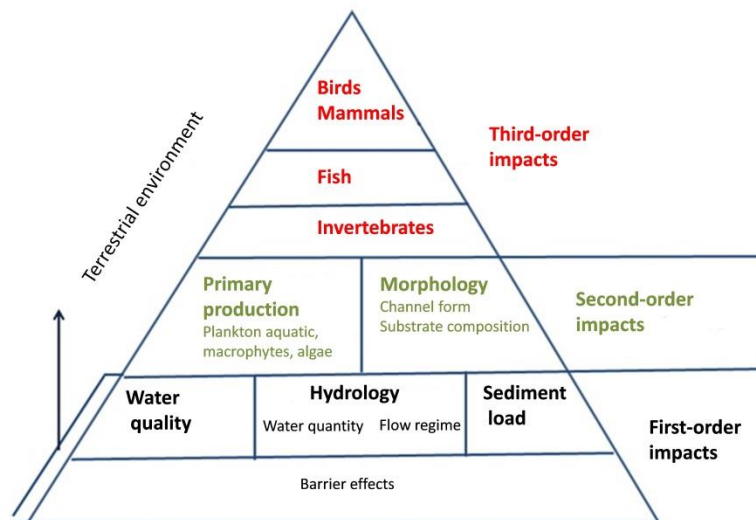 Birds
Mammals
Third-order
impacts
Fish
Invertebrates
Terrestrial environment
Primary
production
Plankton aquatic,
macrophytes, algae
Morphology
Channel form
Substrate composition
Second-order
impacts
Water
quality
Hydrology
Water quantity Flow regime
Sediment
load
First-order
impacts
Barrier effects